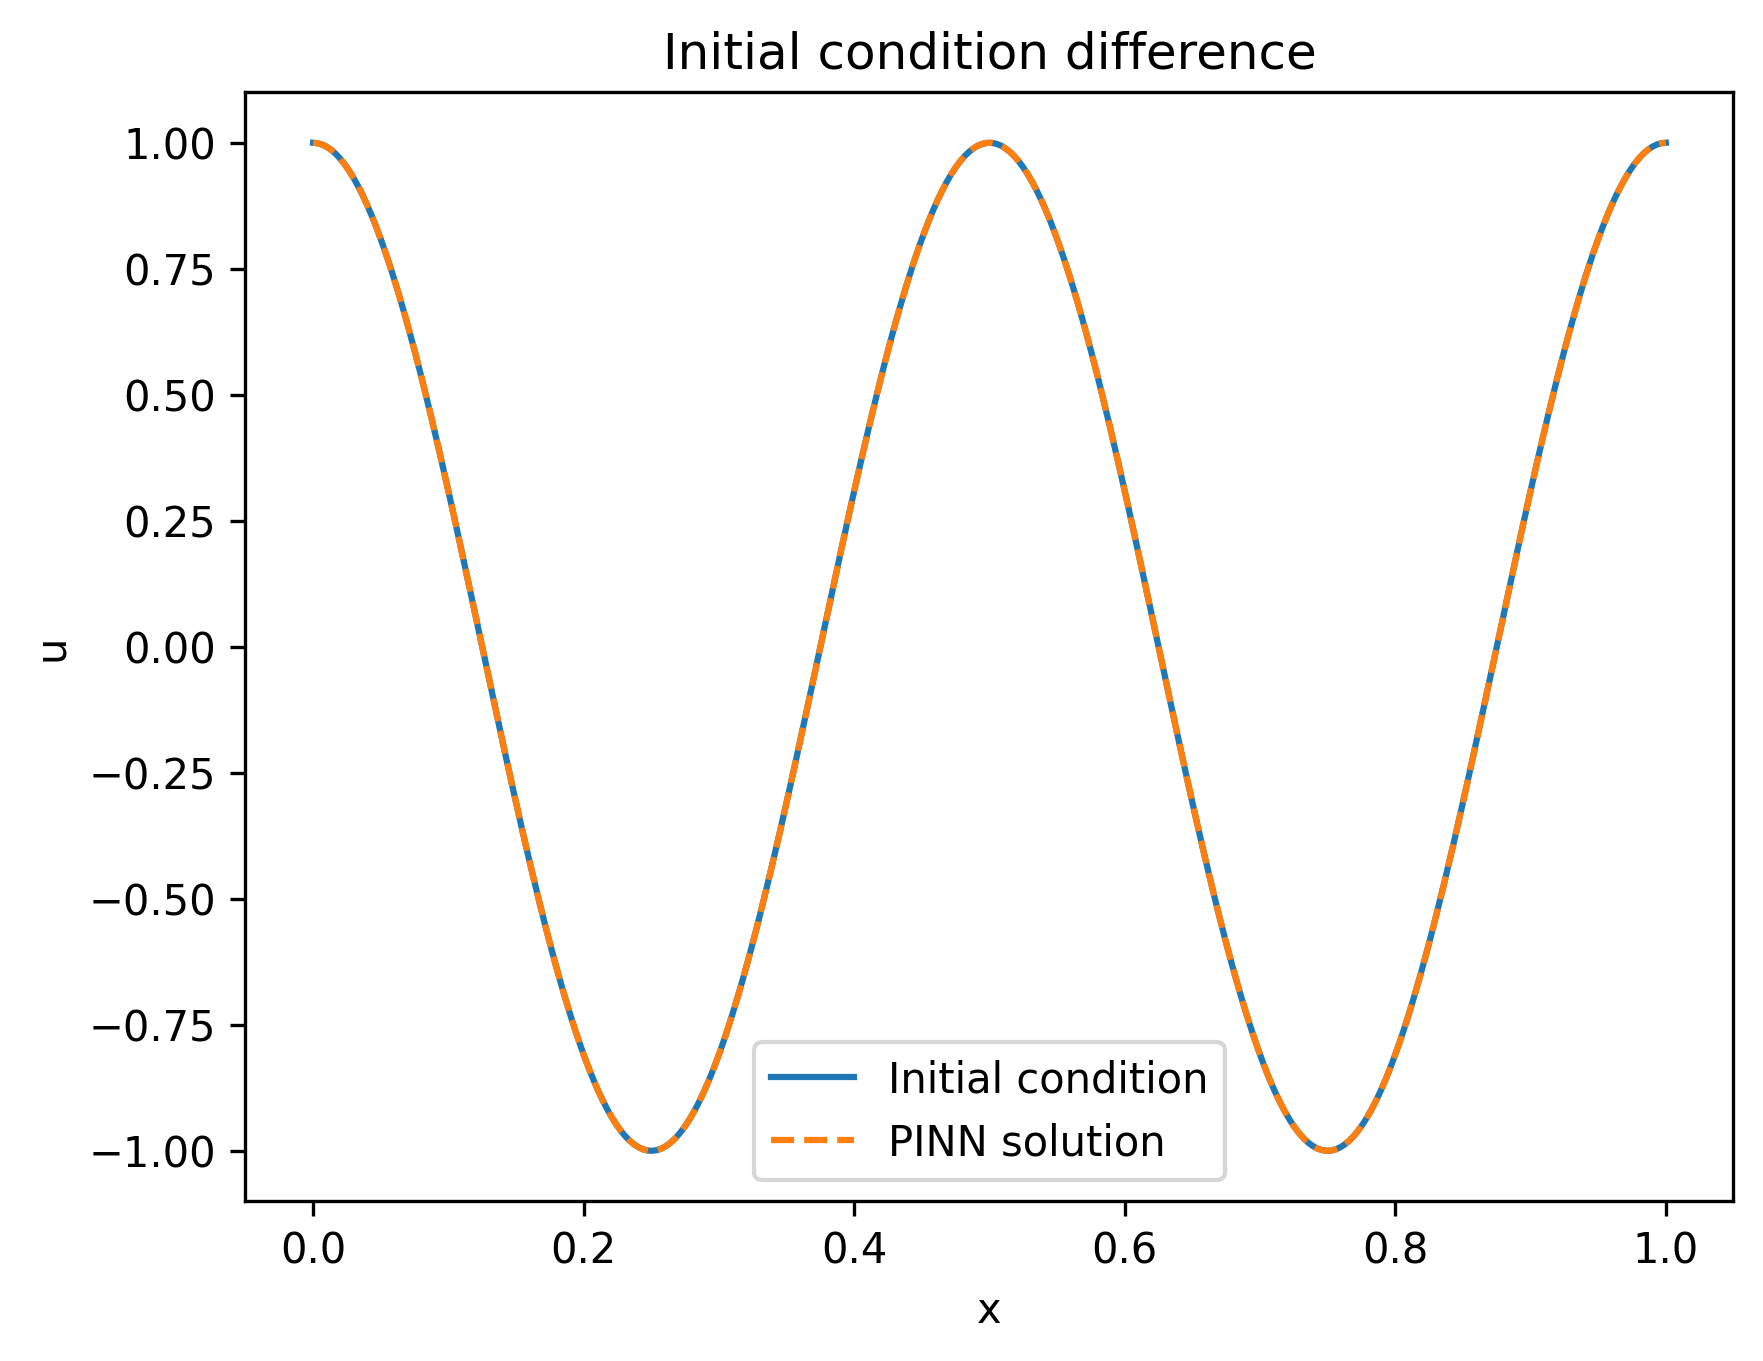 Initial condition difference
1.00
0.75
0.50
0.25
0.00
−0.25
−0.50
−0.75
−1.00
u
Initial condition
PINN solution
0.0 0.2 0.4 0.6 0.8 1.0
x